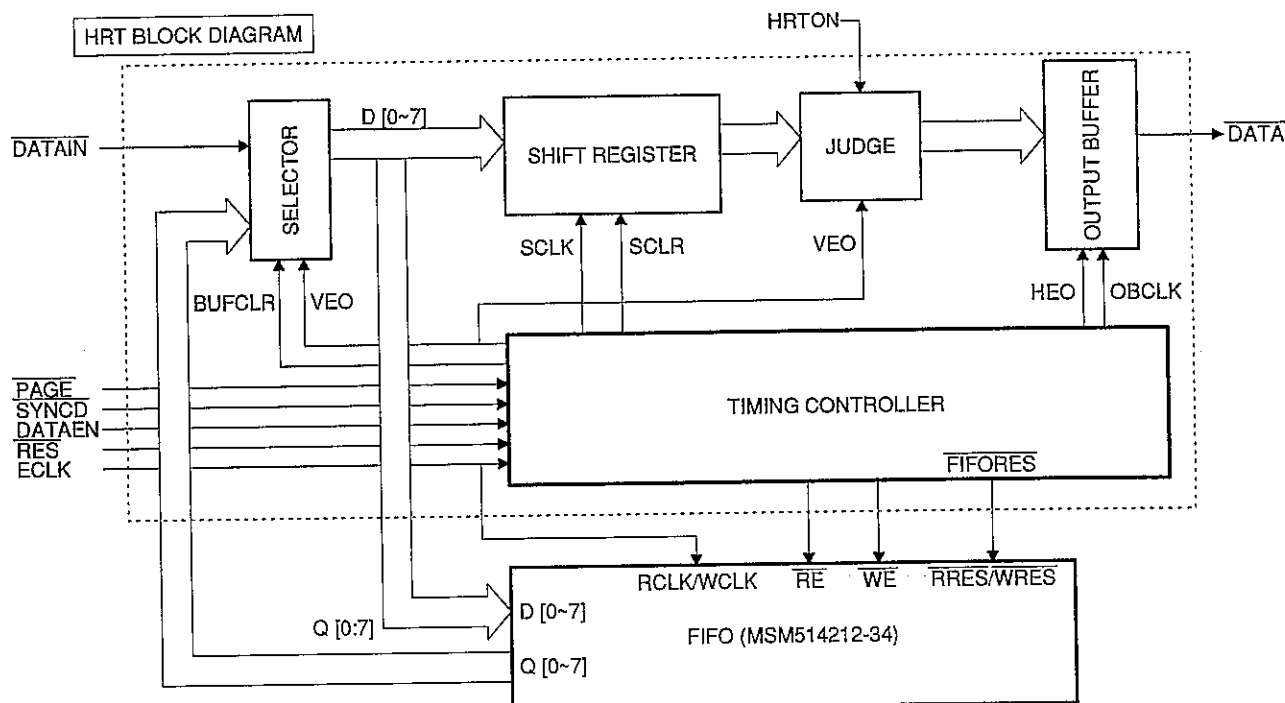 HRT BLOCK DIAGRAM
HRTON
DATAIN
SELECTOR
D [0~7]
SHIFT REGISTER
JUDGE
OUTPUT BUFFER
DATA
BUFCLR
VEO
SCLK
SCLR
VEO
HEO
OBCLK
PAGE
SYNCD
DATAEN
RES
ECLK
TIMING CONTROLLER
FIFORES
RCLK/WCLK
RE
WE
RRES/WRES
D [0~7]
Q [0:7]
FIFO (MSM514212-34)
Q [0~7]